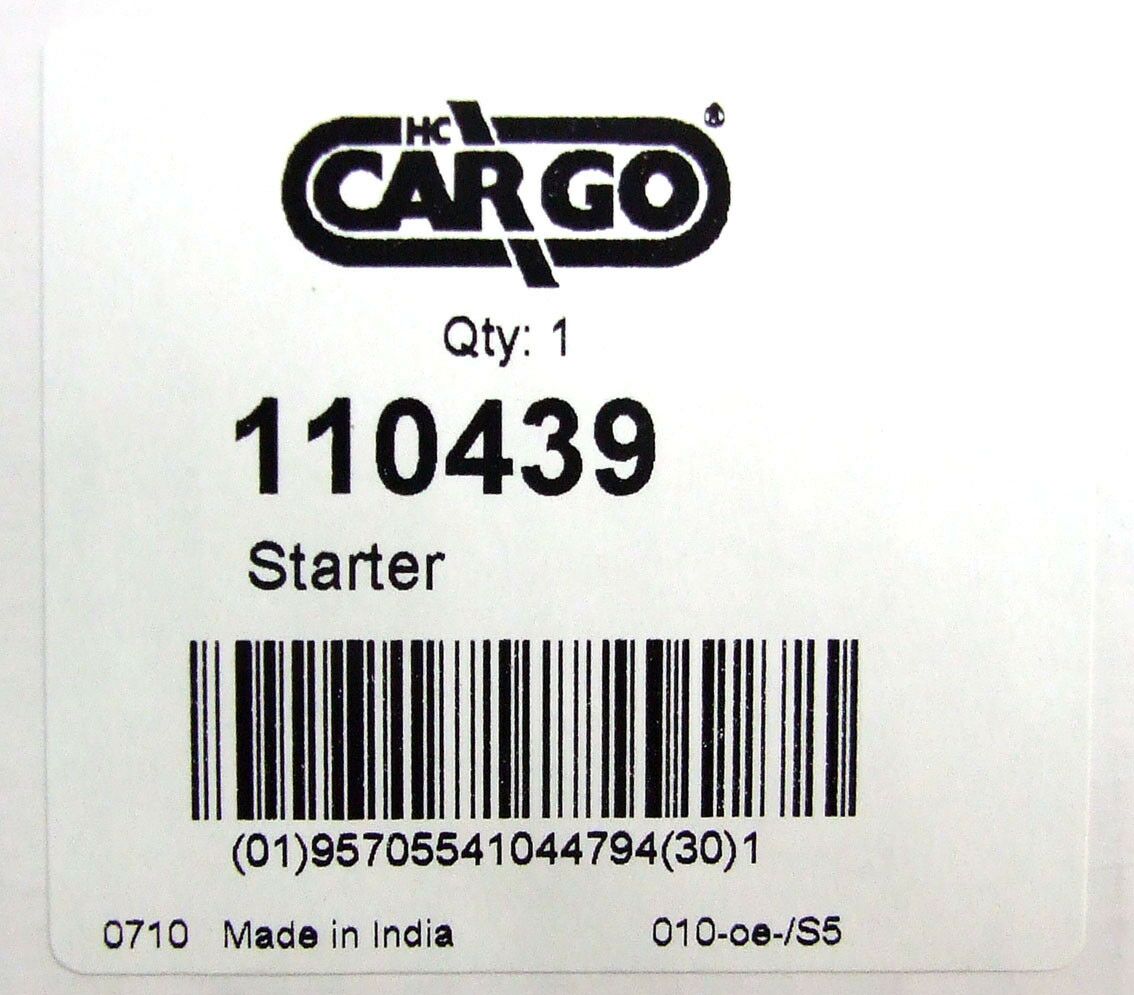 HC
CARGO®
Qty: 1
110439
Starter
(01)95705541044794(30)1
0710 Made in India 010-oe-/S5